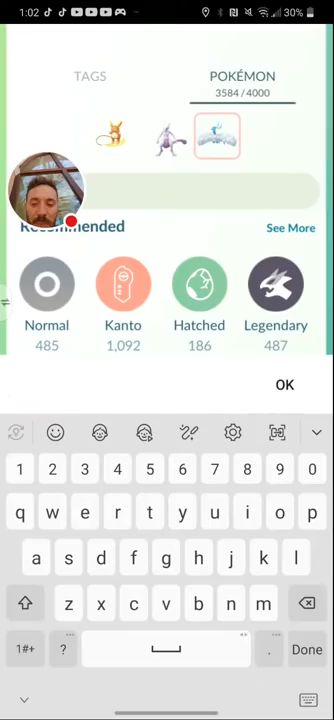 1:02
30%
TAGS
POKÉMON
3584 / 4000
Recommended
See More
Normal
Kanto
Hatched
Legendary
485
1,092
186
487
OK
1 2 3 4 5 6 7 8 9 0
q w e r t y u i o p
a s d f g h j k l
z x c v b n m
1#+ ? . Done